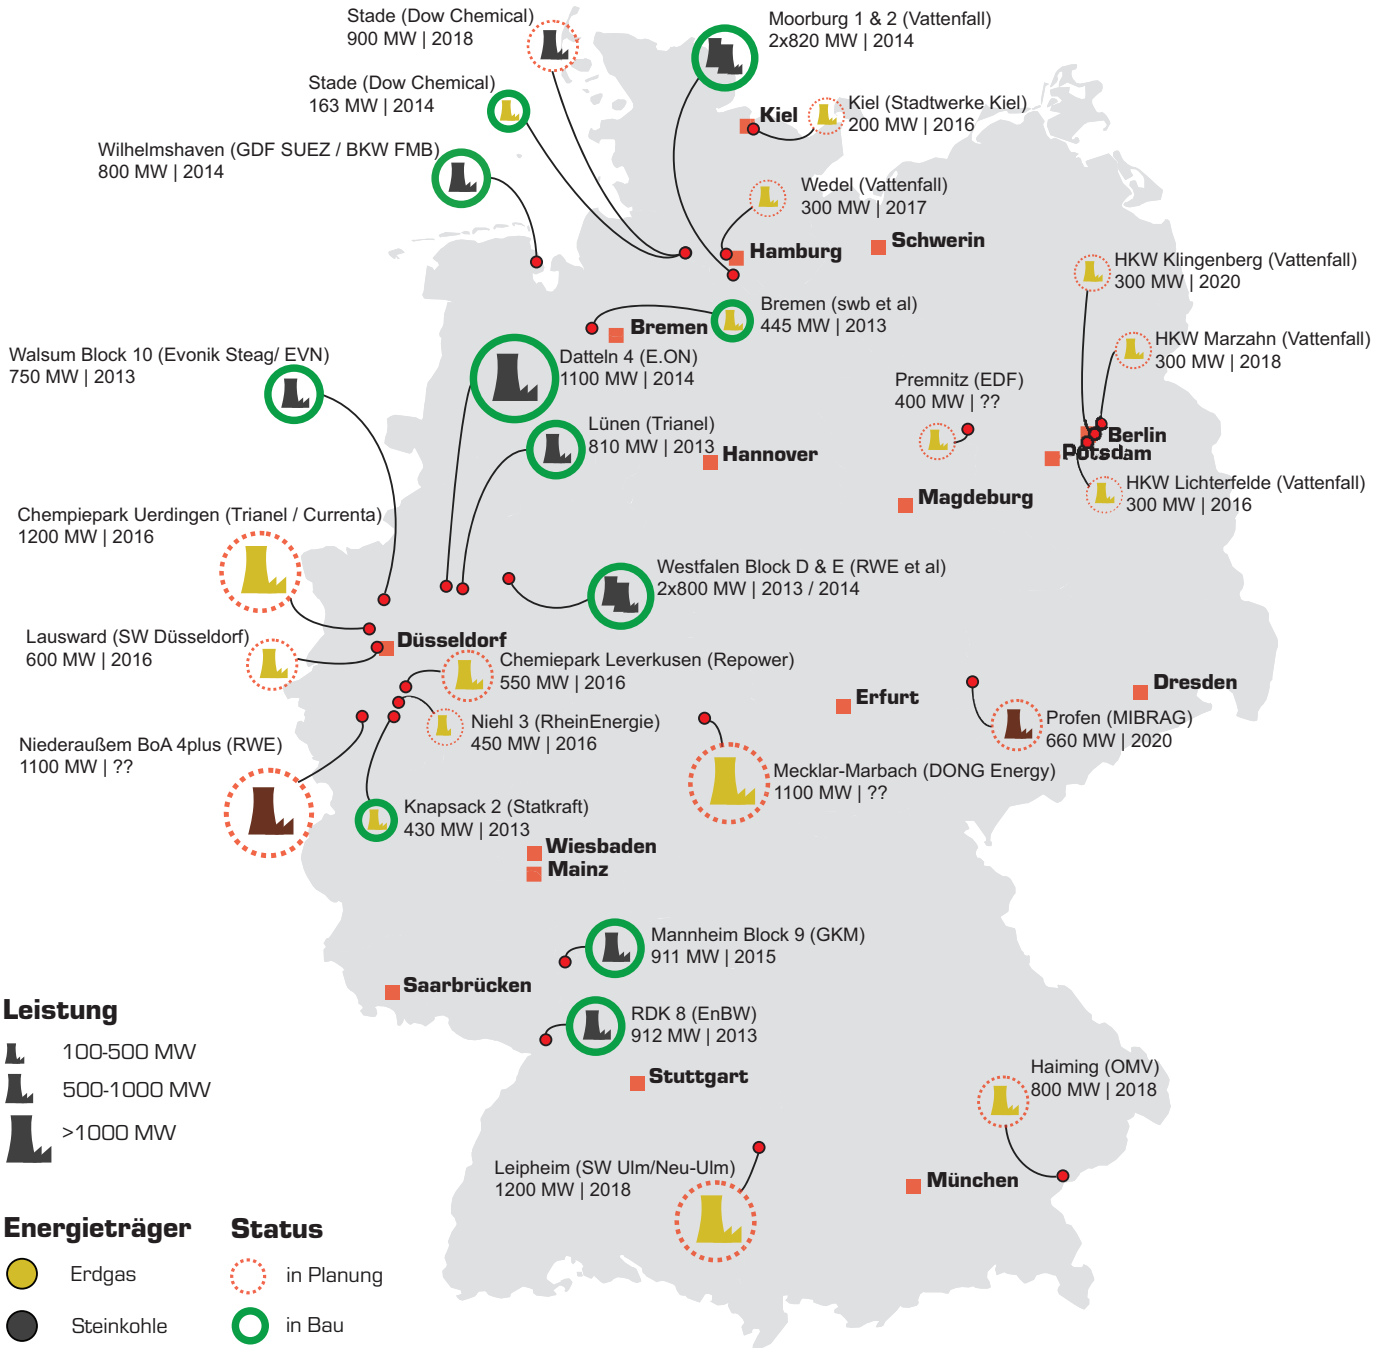 Stade (Dow Chemical)
900 MW | 2018
Moorburg 1 & 2 (Vattenfall)
2x820 MW | 2014
Stade (Dow Chemical)
163 MW | 2014
Kiel
Kiel (Stadtwerke Kiel)
200 MW | 2016
Wilhelmshaven (GDF SUEZ / BKW FMB)
800 MW | 2014
Wedel (Vattenfall)
300 MW | 2017
Hamburg
Schwerin
HKW Klingenberg (Vattenfall)
300 MW | 2020
Bremen
Bremen (swb et al)
445 MW | 2013
HKW Marzahn (Vattenfall)
300 MW | 2018
Walsum Block 10 (Evonik Steag/ EVN)
750 MW | 2013
Datteln 4 (E.ON)
1100 MW | 2014
Premnitz (EDF)
400 MW | ??
Lünen (Trianel)
810 MW | 2013
Hannover
Berlin
Potsdam
Magdeburg
HKW Lichterfelde (Vattenfall)
300 MW | 2016
Chempiepark Uerdingen (Trianel / Currenta)
1200 MW | 2016
Westfalen Block D & E (RWE et al)
2x800 MW | 2013 / 2014
Lausward (SW Düsseldorf)
600 MW | 2016
Düsseldorf
Chemiepark Leverkusen (Repower)
550 MW | 2016
Erfurt
Dresden
Niehl 3 (RheinEnergie)
450 MW | 2016
Profen (MIBRAG)
660 MW | 2020
Niederaußem BoA 4plus (RWE)
1100 MW | ??
Mecklar-Marbach (DONG Energy)
1100 MW | ??
Knapsack 2 (Statkraft)
430 MW | 2013
Wiesbaden
Mainz
Mannheim Block 9 (GKM)
911 MW | 2015
Saarbrücken
RDK 8 (EnBW)
912 MW | 2013
Stuttgart
Haiming (OMV)
800 MW | 2018
Leipheim (SW Ulm/Neu-Ulm)
1200 MW | 2018
München
Leistung
100-500 MW
500-1000 MW
>1000 MW
Energieträger
Erdgas
Steinkohle
Status
in Planung
in Bau